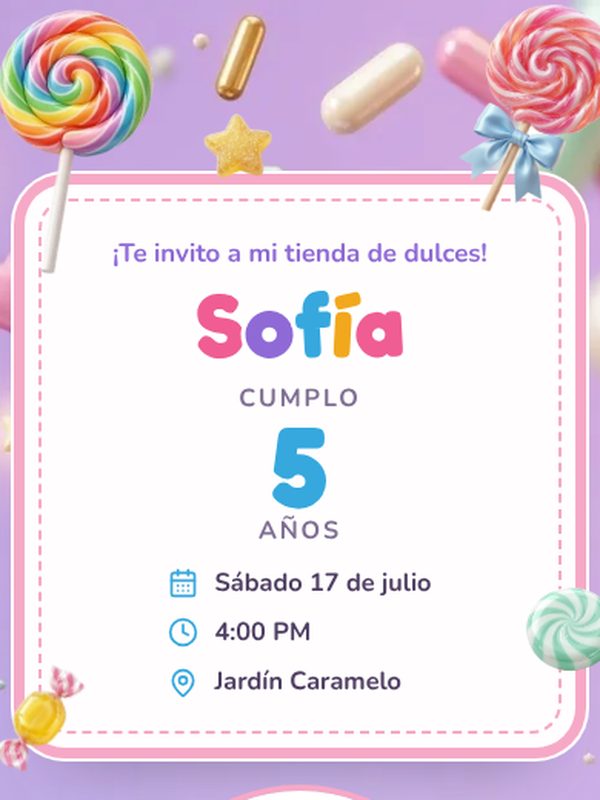 ¡Te invito a mi tienda de dulces!
Sofía
CUMPLO
5
AÑOS
Sábado 17 de julio
4:00 PM
Jardín Caramelo